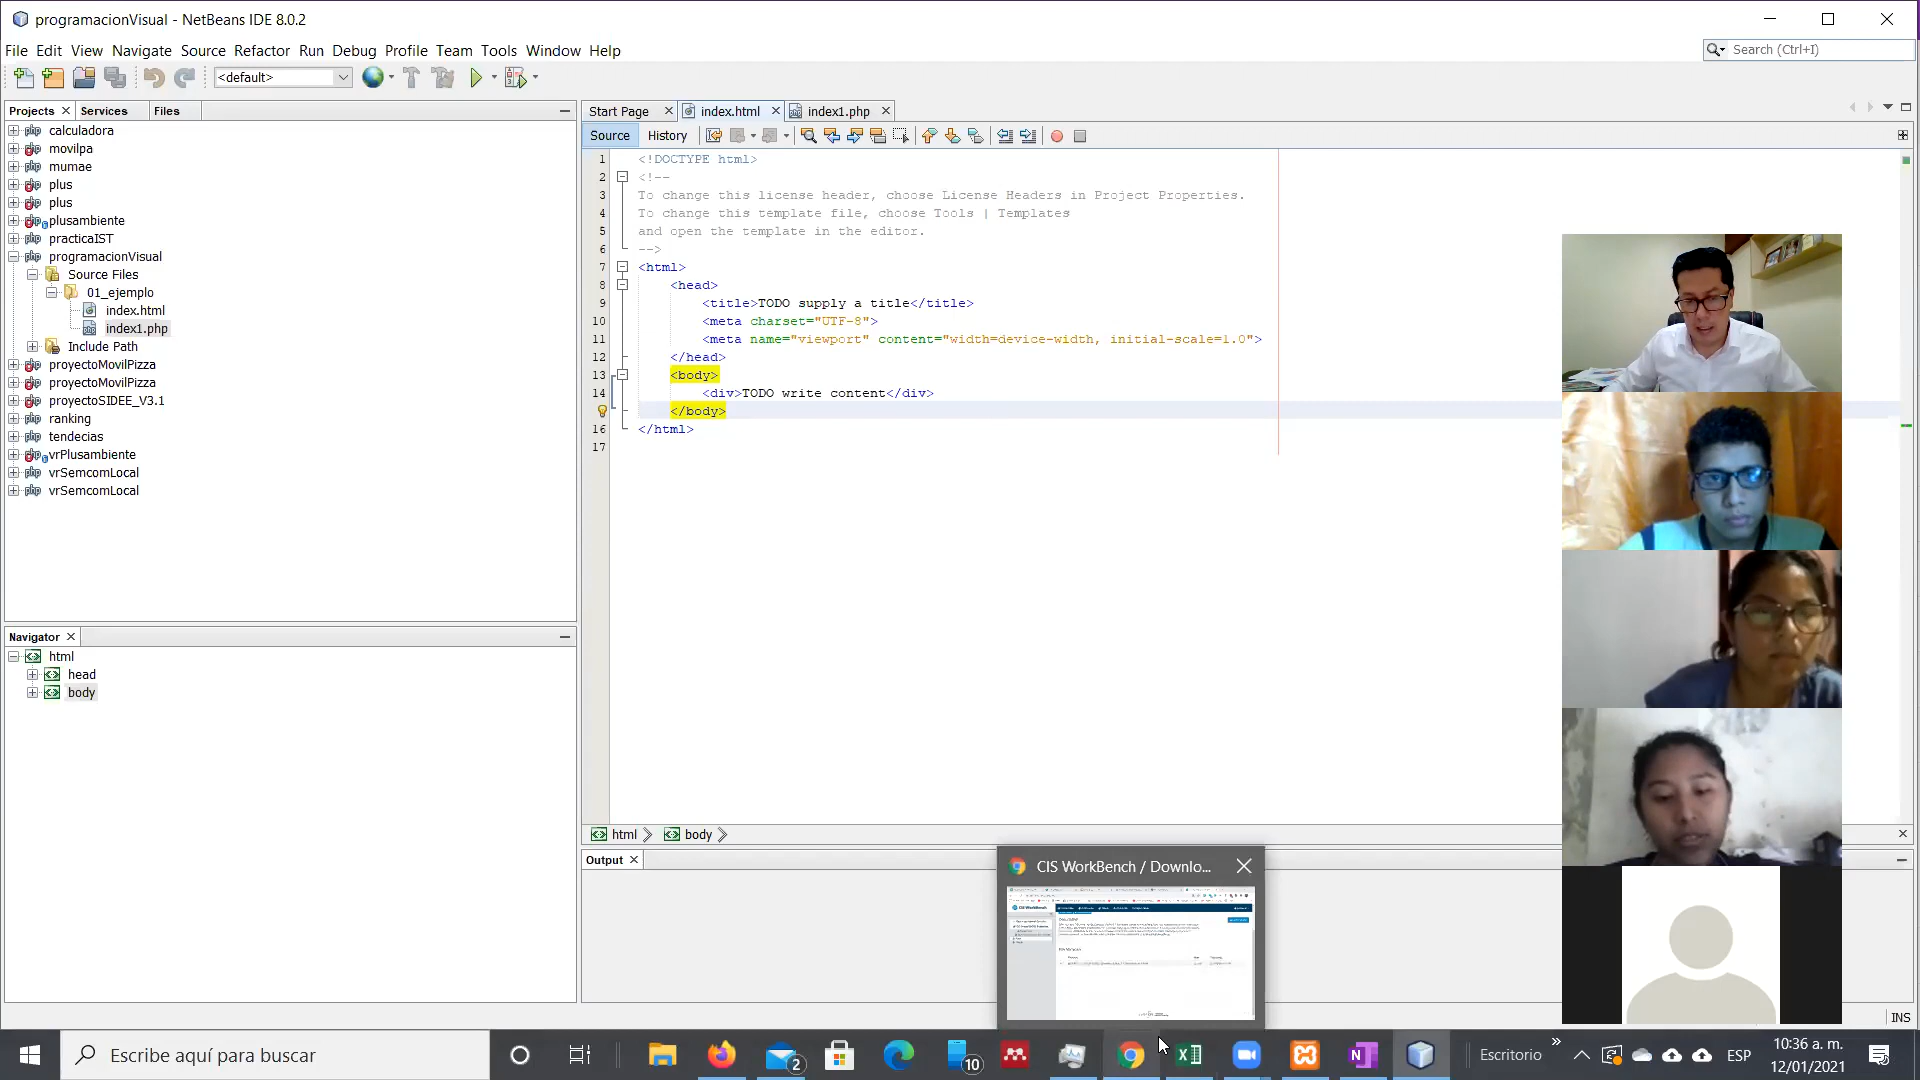 programacionVisual - NetBeans IDE 8.0.2
File Edit View Navigate Source Refactor Run Debug Profile Team Tools Window Help
Search (Ctrl+I)
<default>
Projects Services Files
calculadora
movilpa
mumae
plus
plus
plusambiente
practicaIST
programacionVisual
Source Files
01_ejemplo
index.html
index1.php
Include Path
proyectoMovilPizza
proyectoMovilPizza
proyectoSIDEE_V3.1
ranking
tendecias
vrPlusambiente
vrSemcomLocal
vrSemcomLocal
Navigator
html
head
body
Start Page index.html index1.php
Source History
1 <!DOCTYPE html>
2 <!--
3 To change this license header, choose License Headers in Project Properties.
4 To change this template file, choose Tools | Templates
5 and open the template in the editor.
6 -->
7 <html>
8 <head>
9 <title>TODO supply a title</title>
10 <meta charset="UTF-8">
11 <meta name="viewport" content="width=device-width, initial-scale=1.0">
12 </head>
13 <body>
14 <div>TODO write content</div>
</body>
16 </html>
17
html body
Output
CIS WorkBench / Downlo...
INS
Escribe aquí para buscar
2
10
Escritorio
ESP
10:36 a. m.
12/01/2021